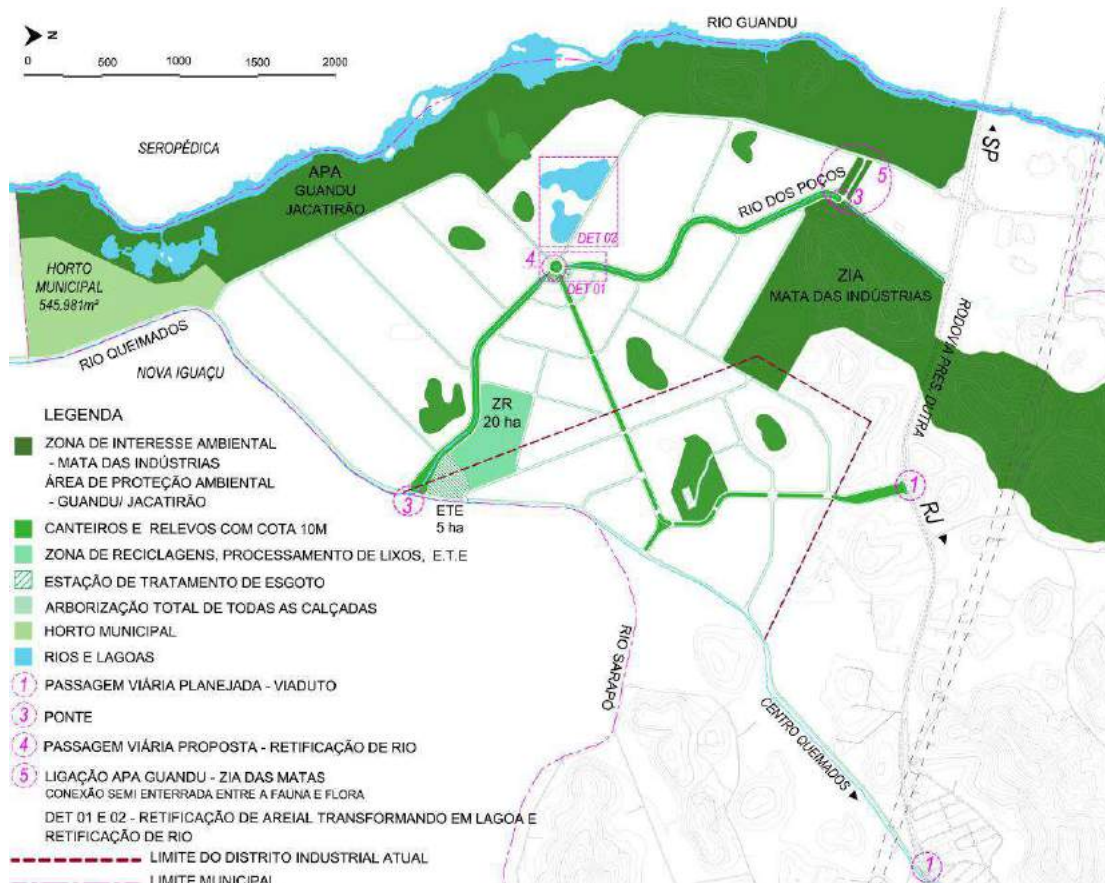 N
0 500 1000 1500 2000
RIO GUANDU
SEROPÉDICA
SP
APA
GUANDU
JACATIRÃO
RIO DOS POÇOS
5
3
DET 02
4
DET 01
HORTO
MUNICIPAL
545,981m²
ZIA
MATA DAS INDÚSTRIAS
RODOVIA PRES. DUTRA
RIO QUEIMADOS
NOVA IGUAÇU
ZR
20 ha
3
ETE
5 ha
1
RJ
RIO SARAPÓ
CENTRO QUEIMADOS
1
LEGENDA
ZONA DE INTERESSE AMBIENTAL
- MATA DAS INDÚSTRIAS
ÁREA DE PROTEÇÃO AMBIENTAL
- GUANDU/ JACATIRÃO
CANTEIROS E RELEVOS COM COTA 10M
ZONA DE RECICLAGENS, PROCESSAMENTO DE LIXOS, E.T.E
ESTAÇÃO DE TRATAMENTO DE ESGOTO
ARBORIZAÇÃO TOTAL DE TODAS AS CALÇADAS
HORTO MUNICIPAL
RIOS E LAGOAS
1 PASSAGEM VIÁRIA PLANEJADA - VIADUTO
3 PONTE
4 PASSAGEM VIÁRIA PROPOSTA - RETIFICAÇÃO DE RIO
5 LIGAÇÃO APA GUANDU - ZIA DAS MATAS
CONEXÃO SEMI ENTERRADA ENTRE A FAUNA E FLORA
DET 01 E 02 - RETIFICAÇÃO DE AREIAL TRANSFORMANDO EM LAGOA E
RETIFICAÇÃO DE RIO
LIMITE DO DISTRITO INDUSTRIAL ATUAL
LIMITE MUNICIPAL